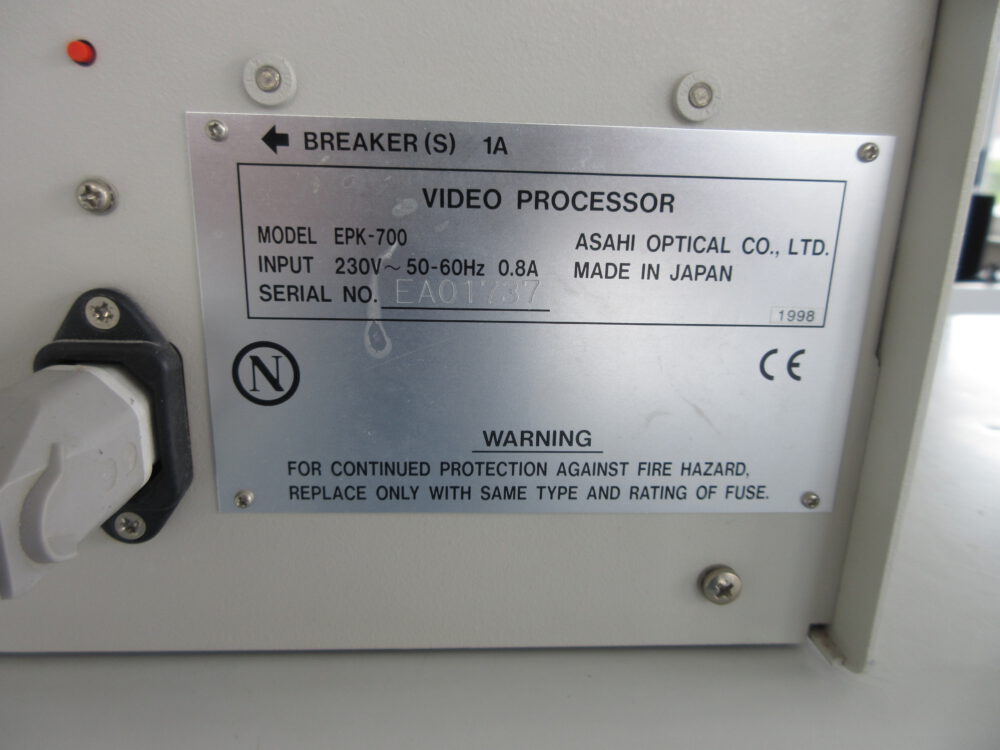 BREAKER(S) 1A
VIDEO PROCESSOR
MODEL EPK-700
INPUT 230V~ 50-60Hz 0.8A
SERIAL NO. EA01737
ASAHI OPTICAL CO., LTD.
MADE IN JAPAN
1998
N
CE
WARNING
FOR CONTINUED PROTECTION AGAINST FIRE HAZARD,
REPLACE ONLY WITH SAME TYPE AND RATING OF FUSE.